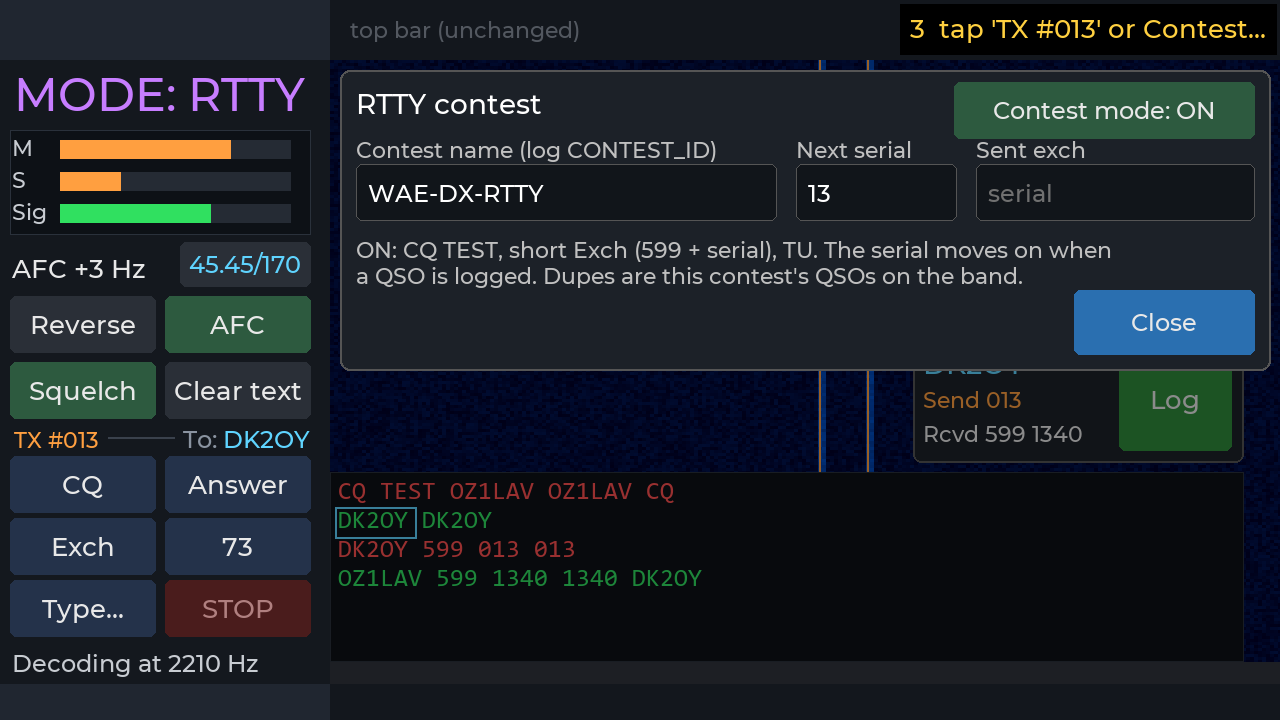 top bar (unchanged)
3 tap 'TX #013' or Contest...
MODE: RTTY
M
S
Sig
AFC +3 Hz
45.45/170
Reverse
AFC
Squelch
Clear text
TX #013
To: DK2OY
CQ
Answer
Exch
73
Type...
STOP
Decoding at 2210 Hz
RTTY contest
Contest mode: ON
Contest name (log CONTEST_ID)
Next serial
Sent exch
WAE-DX-RTTY
13
serial
ON: CQ TEST, short Exch (599 + serial), TU. The serial moves on when
a QSO is logged. Dupes are this contest's QSOs on the band.
Close
DK2OY
Send 013
Rcvd 599 1340
Log
CQ TEST OZ1LAV OZ1LAV CQ
DK2OY DK2OY
DK2OY 599 013 013
OZ1LAV 599 1340 1340 DK2OY